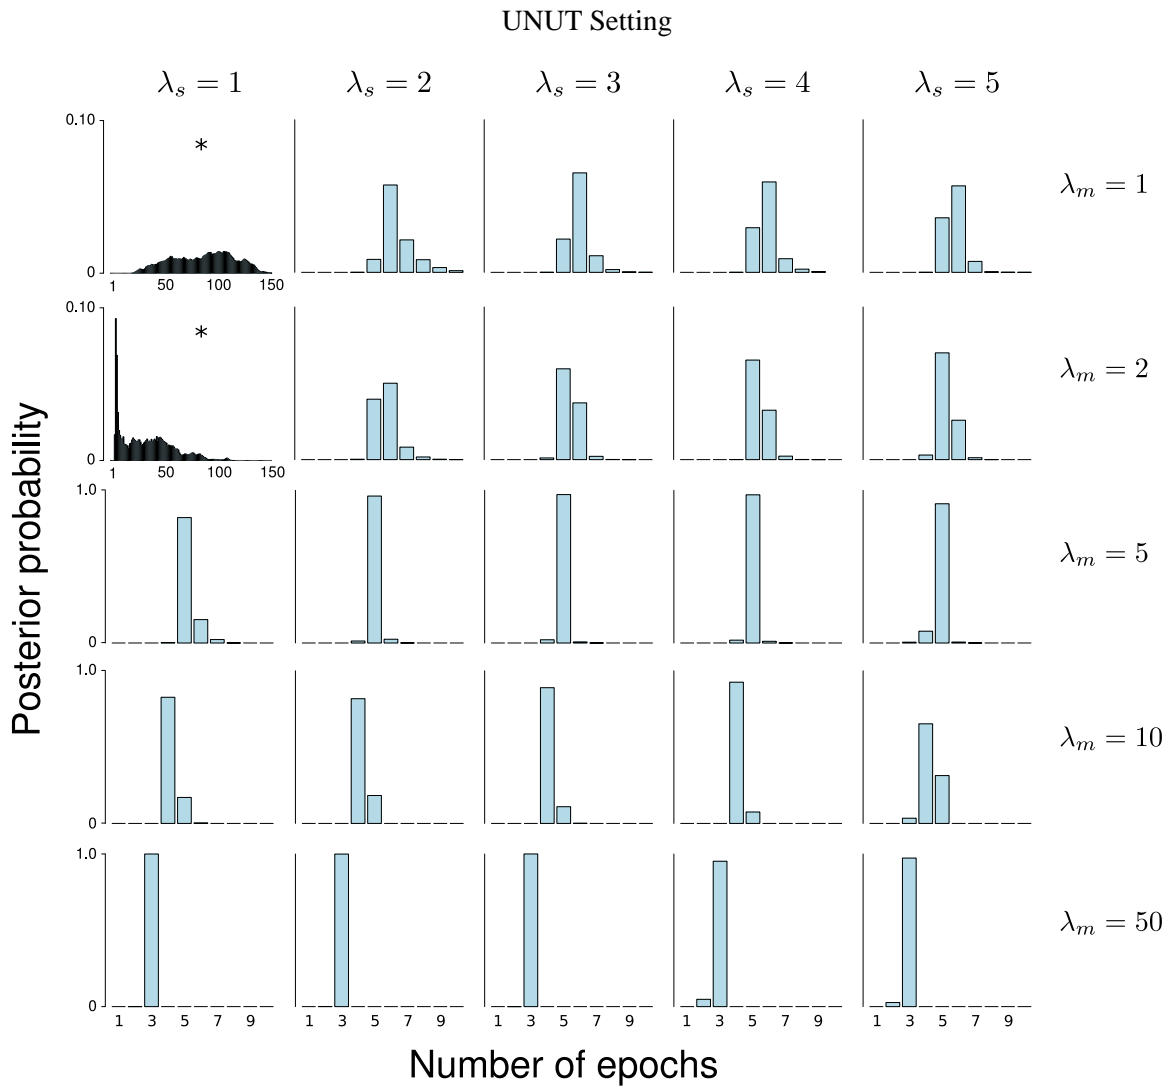 UNUT Setting
λs = 1 λs = 2 λs = 3 λs = 4 λs = 5
0.10
*
λm = 1
0
1 50 100 150
0.10
*
λm = 2
0
1 50 100 150
1.0
λm = 5
0
1.0
λm = 10
0
1.0
λm = 50
0
1 3 5 7 9 1 3 5 7 9 1 3 5 7 9 1 3 5 7 9 1 3 5 7 9
Posterior probability
Number of epochs